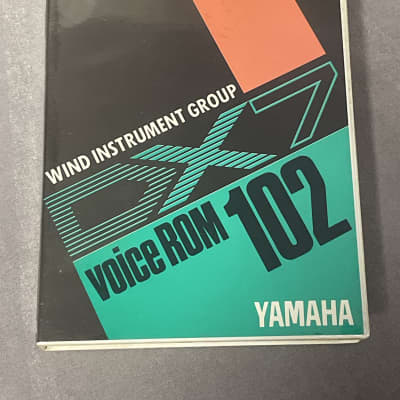 WIND INSTRUMENT GROUP
DX7
voice ROM 102
YAMAHA